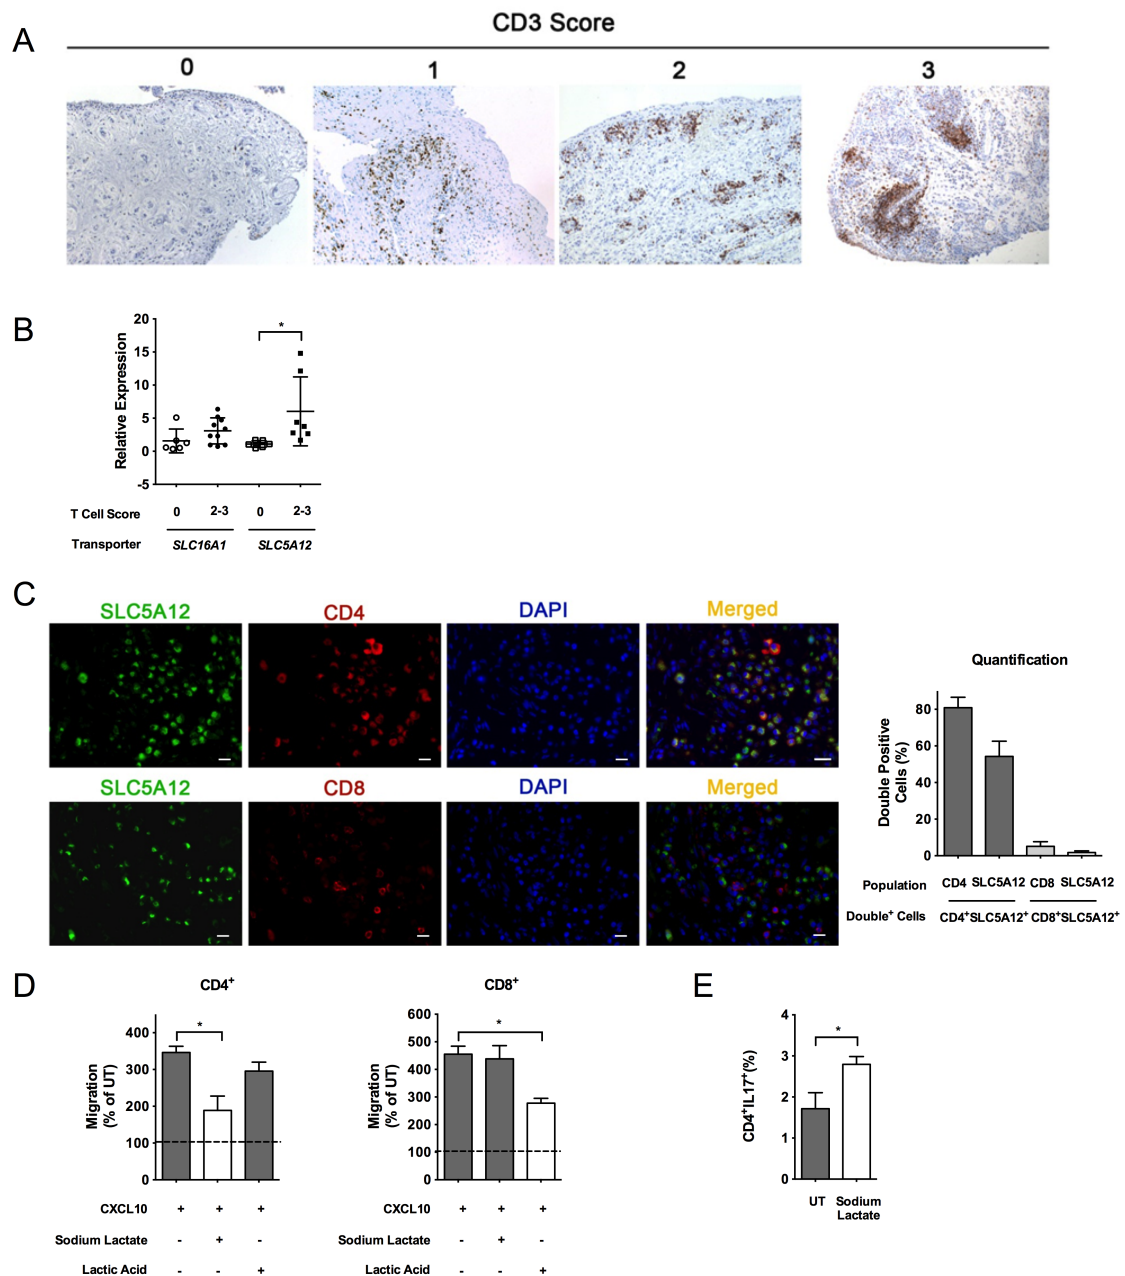 A
CD3 Score
0 1 2 3
B
Relative Expression
20
15
10
5
0
-5
*
T Cell Score 0 2-3 0 2-3
Transporter SLC16A1 SLC5A12
C
SLC5A12 CD4 DAPI Merged
SLC5A12 CD8 DAPI Merged
Quantification
Double Positive
Cells (%)
80
60
40
20
0
Population CD4 SLC5A12 CD8 SLC5A12
Double⁺ Cells CD4⁺SLC5A12⁺ CD8⁺SLC5A12⁺
D
CD4⁺
Migration
(% of UT)
400
300
200
100
0
*
CXCL10 + + +
Sodium Lactate - + -
Lactic Acid - - +
CD8⁺
Migration
(% of UT)
600
500
400
300
200
100
0
*
CXCL10 + + +
Sodium Lactate - + -
Lactic Acid - - +
E
CD4⁺IL17⁺(%)
4
3
2
1
0
*
UT Sodium
Lactate